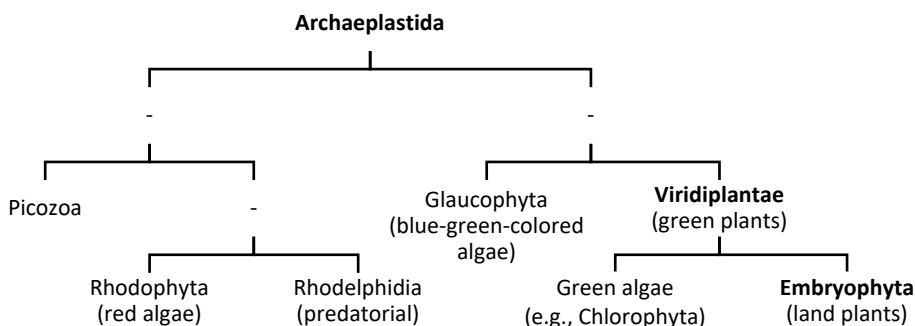 Archaeplastida
-
-
Picozoa
-
Glaucophyta
(blue-green-colored
algae)
Viridiplantae
(green plants)
Rhodophyta
(red algae)
Rhodelphidia
(predatorial)
Green algae
(e.g., Chlorophyta)
Embryophyta
(land plants)